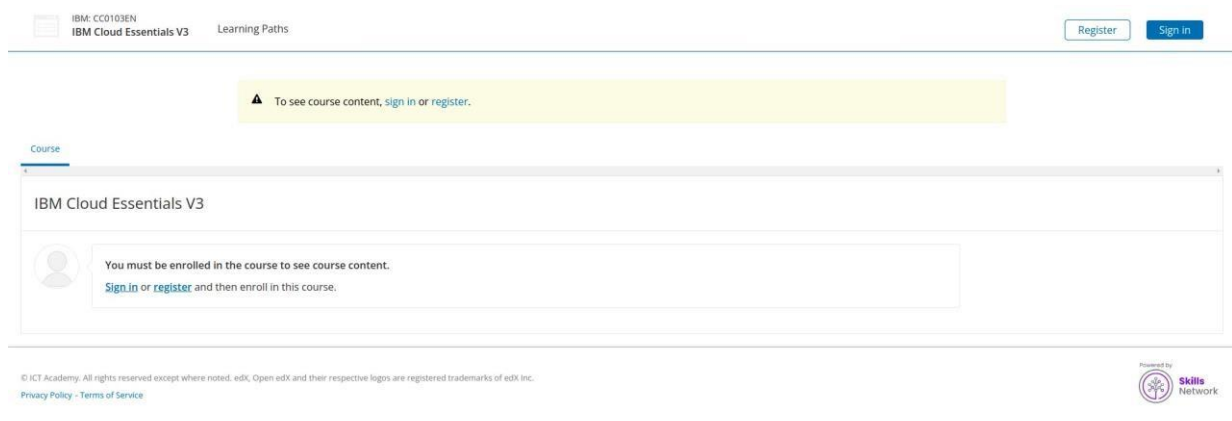 IBM: CC0103EN
IBM Cloud Essentials V3
Learning Paths
Register
Sign in
To see course content, sign in or register.
Course
IBM Cloud Essentials V3
You must be enrolled in the course to see course content.
Sign in or register and then enroll in this course.
© ICT Academy. All rights reserved except where noted. edX, Open edX and their respective logos are registered trademarks of edX Inc.
Privacy Policy - Terms of Service
Powered by
Skills
Network